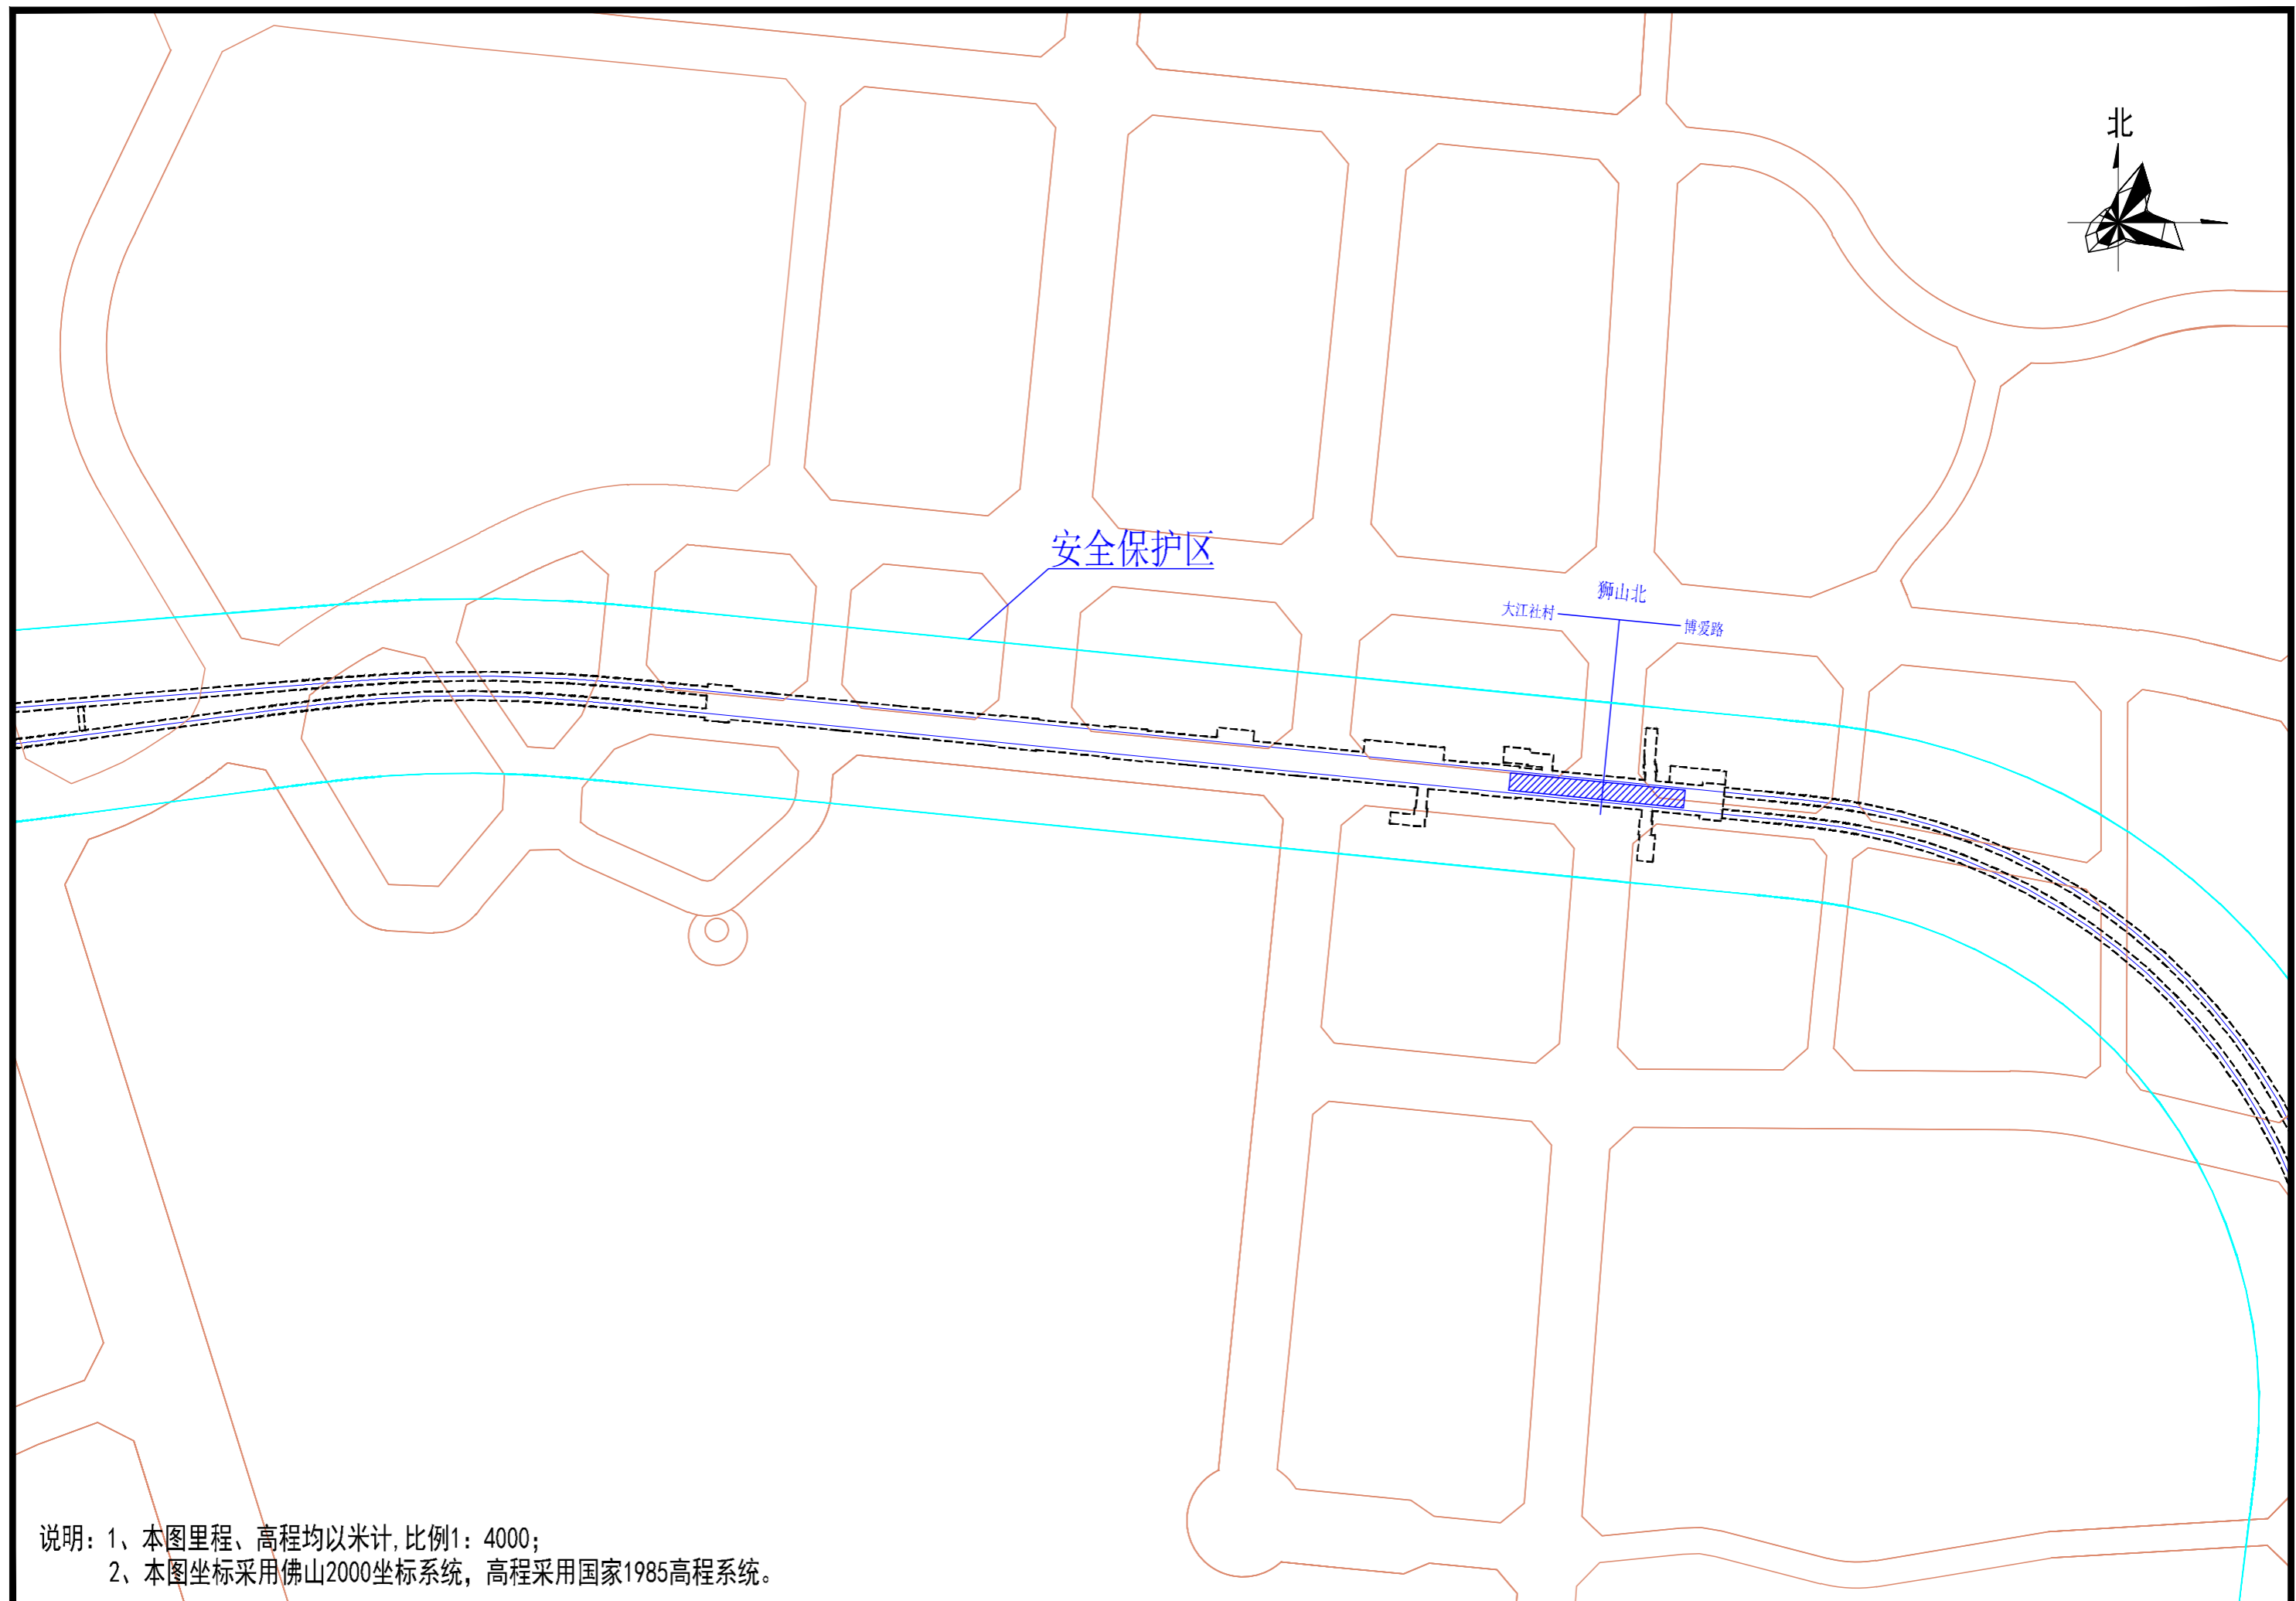 北
安全保护区
狮山北
大江社村
博爱路
说明：1、本图里程、高程均以米计,比例1：4000；
2、本图坐标采用佛山2000坐标系统，高程采用国家1985高程系统。